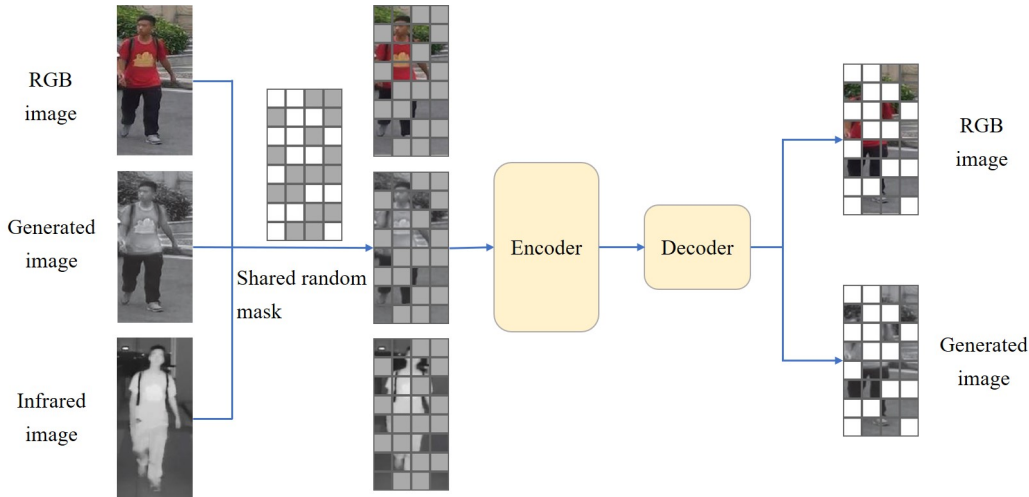 RGB
image
Generated
image
Infrared
image
Shared random
mask
Encoder
Decoder
RGB
image
Generated
image